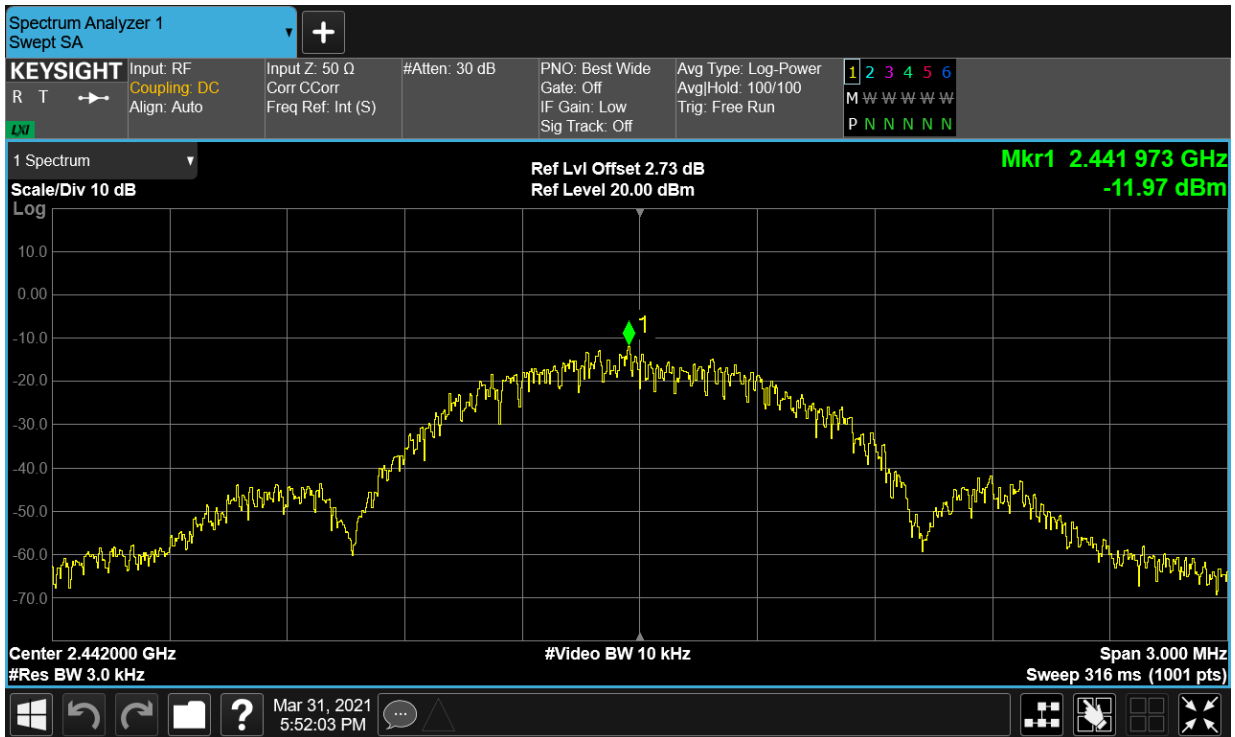 Spectrum Analyzer 1
Swept SA
+
KEYSIGHT
R T
LXI
Input: RF
Coupling: DC
Align: Auto
Input Z: 50 Ω
Corr CCorr
Freq Ref: Int (S)
#Atten: 30 dB
PNO: Best Wide
Gate: Off
IF Gain: Low
Sig Track: Off
Avg Type: Log-Power
Avg|Hold: 100/100
Trig: Free Run
1 2 3 4 5 6
M W W W W W
P N N N N N
1 Spectrum
Scale/Div 10 dB
Ref Lvl Offset 2.73 dB
Ref Level 20.00 dBm
Mkr1 2.441 973 GHz
-11.97 dBm
Log
10.0
0.00
-10.0
-20.0
-30.0
-40.0
-50.0
-60.0
-70.0
1
Center 2.442000 GHz
#Video BW 10 kHz
Span 3.000 MHz
#Res BW 3.0 kHz
Sweep 316 ms (1001 pts)
?
Mar 31, 2021
5:52:03 PM